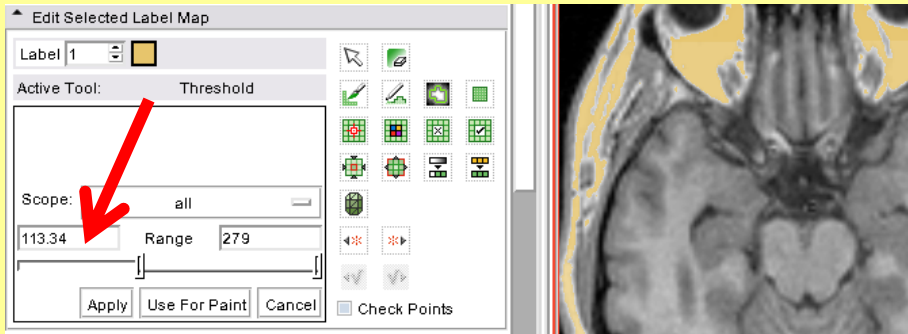 Edit Selected Label Map
Label 1
Active Tool: Threshold
Scope: all
113.34 Range 279
Apply Use For Paint Cancel
Check Points